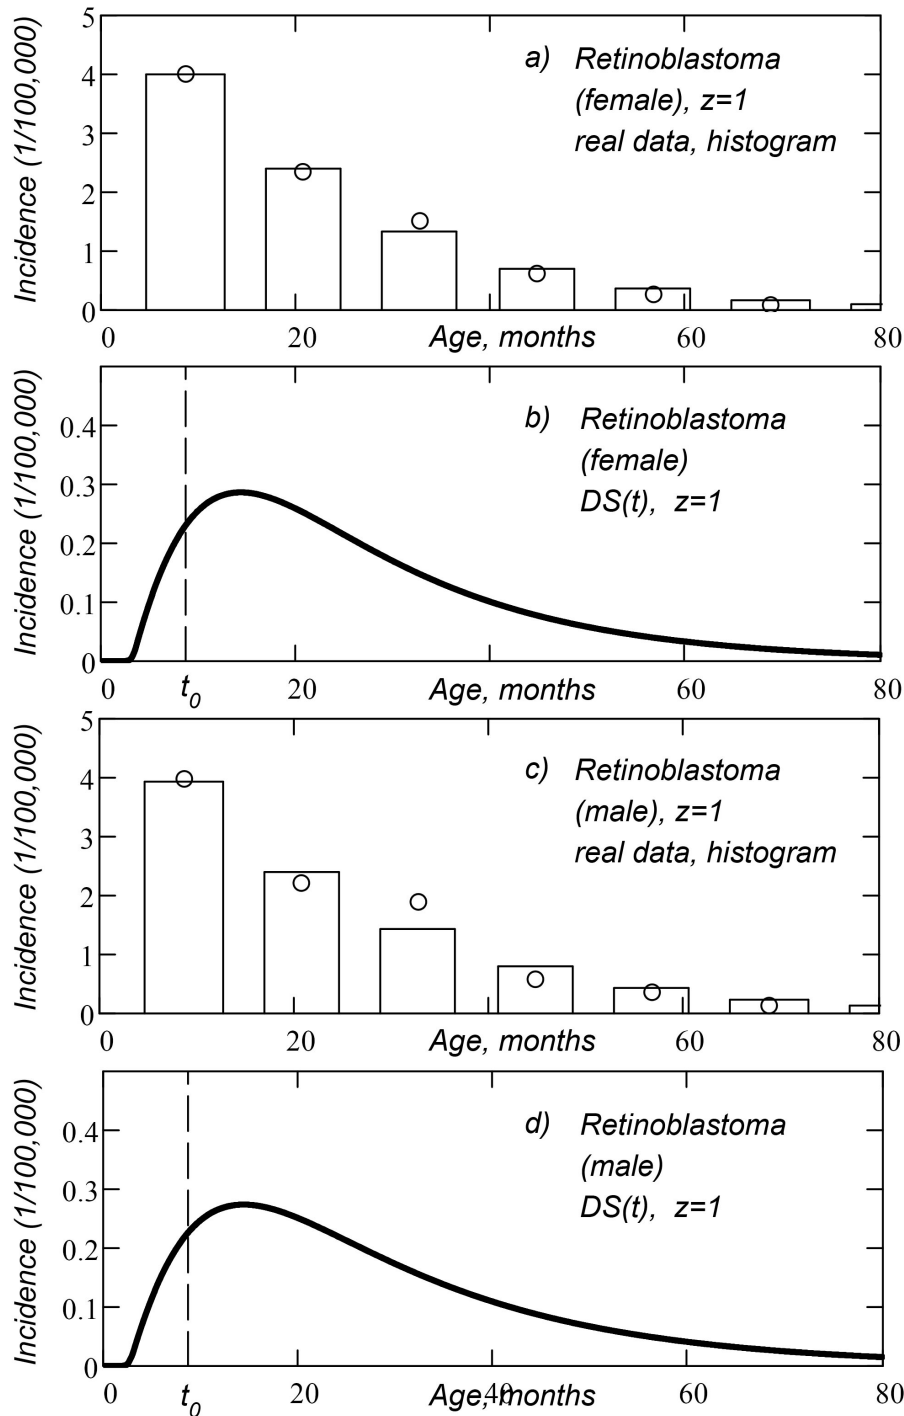 Incidence (1/100,000)
5
4
3
2
1
0
a) Retinoblastoma
(female), z=1
real data, histogram
0 20 Age, months 60 80
Incidence (1/100,000)
0.4
0.3
0.2
0.1
0
b) Retinoblastoma
(female)
DS(t), z=1
0 t₀ 20 Age, months 60 80
Incidence (1/100,000)
5
4
3
2
1
0
c) Retinoblastoma
(male), z=1
real data, histogram
0 20 Age, months 60 80
Incidence (1/100,000)
0.4
0.3
0.2
0.1
0
d) Retinoblastoma
(male)
DS(t), z=1
0 t₀ 20 Age, months 60 80